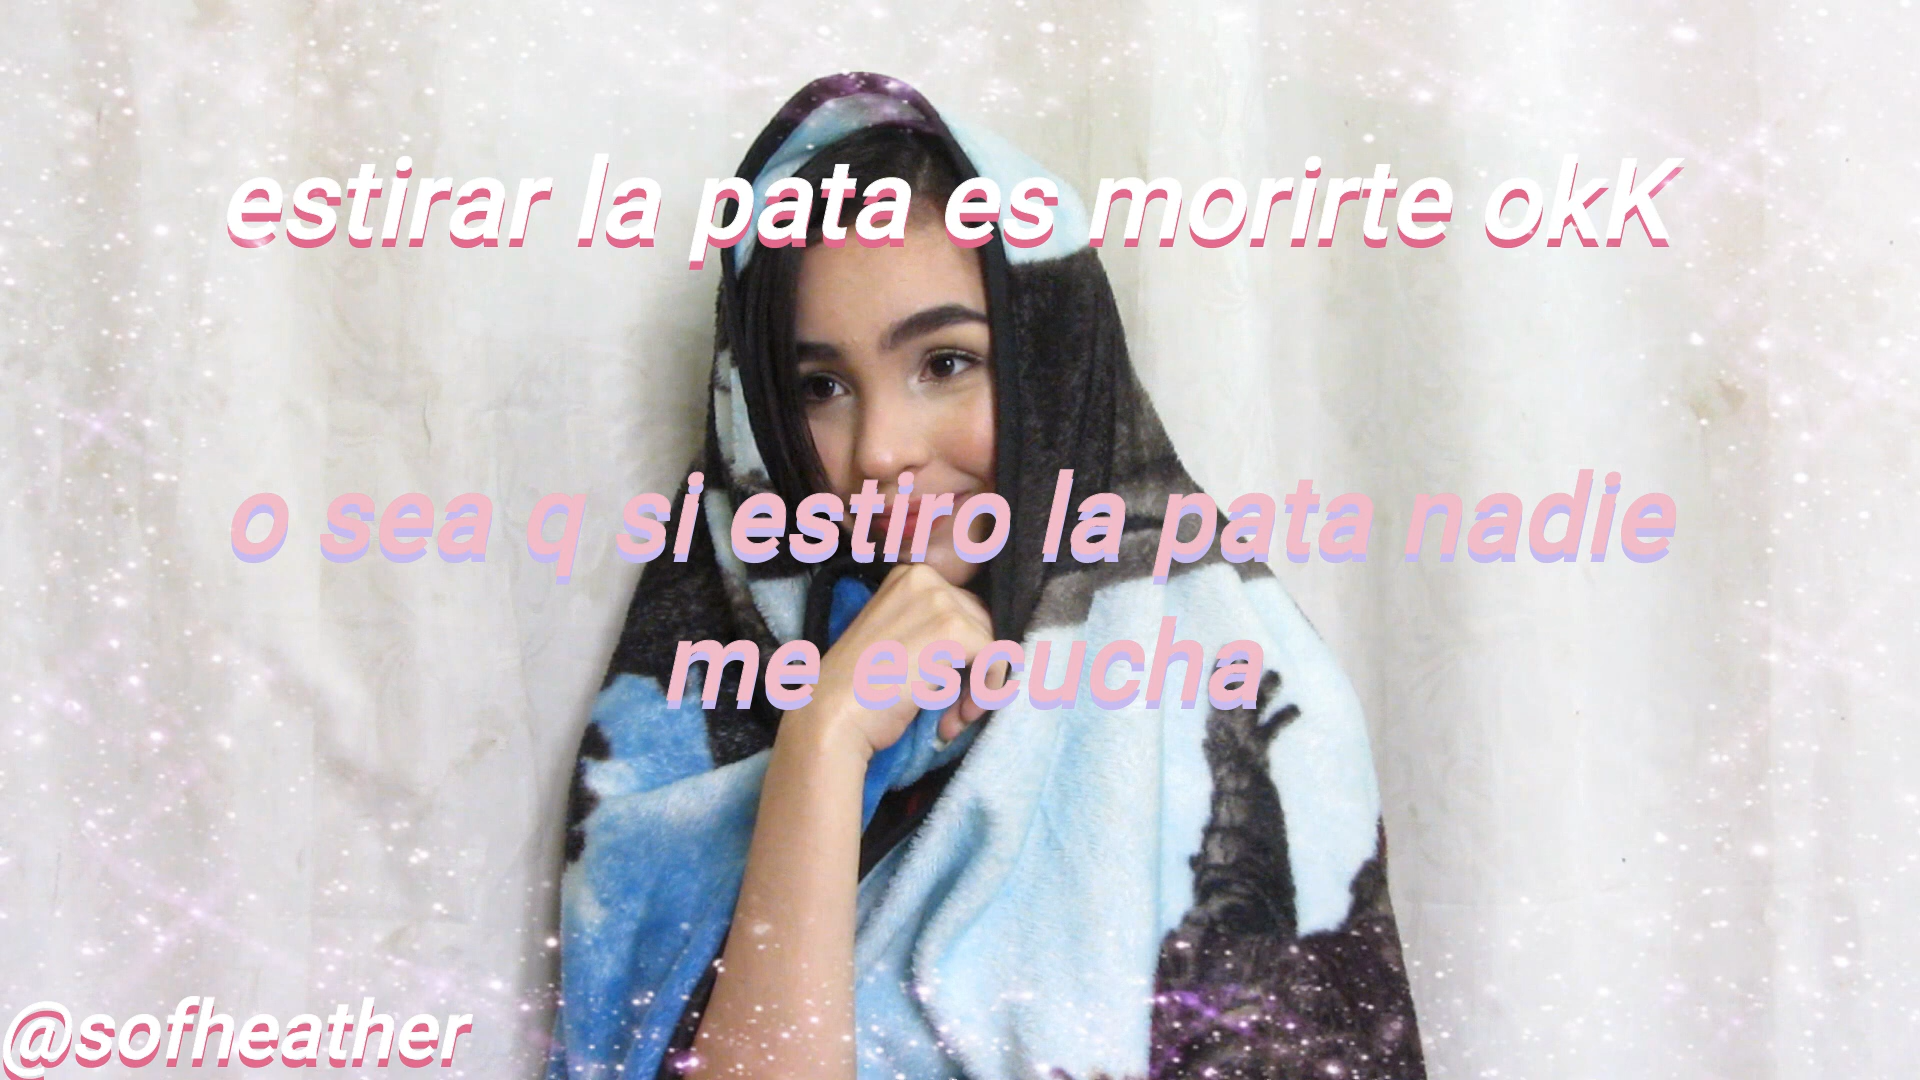 estirar la pata es morirte okK
o sea q si estiro la pata nadie
me escucha
@sofheather